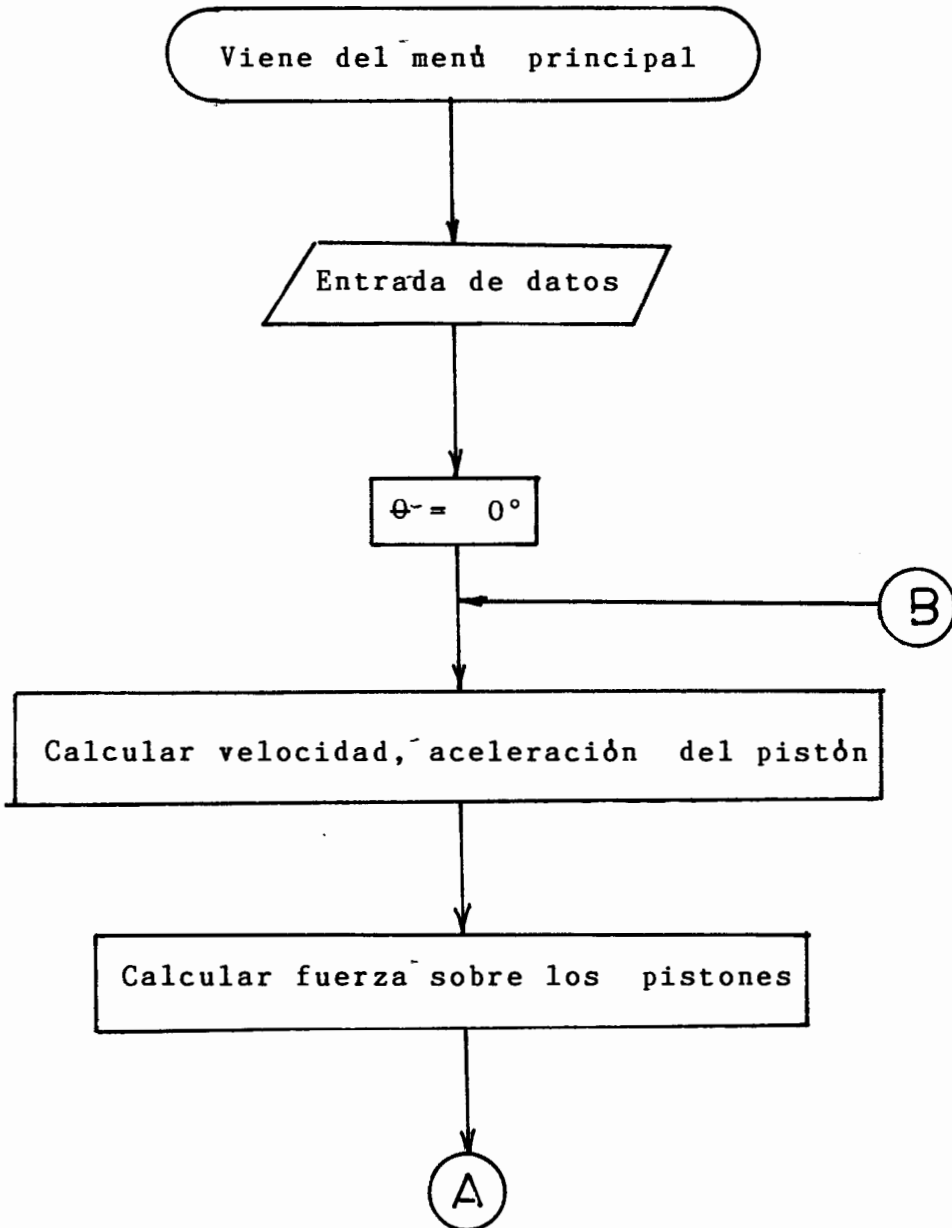 Viene del menú principal
Entrada de datos
θ = 0°
B
Calcular velocidad, aceleración del pistón
Calcular fuerza sobre los pistones
A